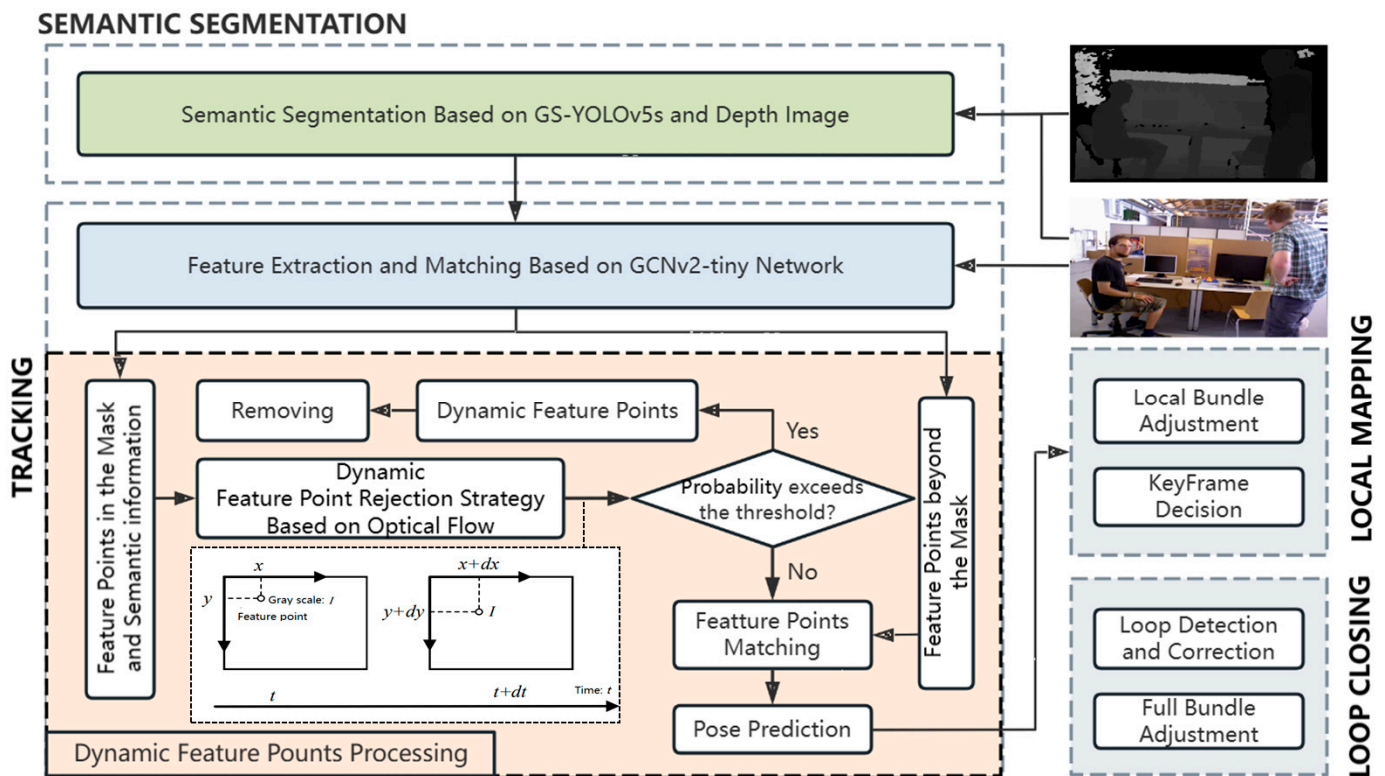 SEMANTIC SEGMENTATION
Semantic Segmentation Based on GS-YOLOv5s and Depth Image
Feature Extraction and Matching Based on GCNv2-tiny Network
TRACKING
Feature Points in the Mask
and Semantic information
Removing
Dynamic Feature Points
Yes
Dynamic
Feature Point Rejection Strategy
Based on Optical Flow
Probability exceeds
the threshold?
No
Feature Points beyond
the Mask
x
y
Gray scale: I
Feature point
t
x+dx
y+dy
I
t+dt
Time: t
Featture Points
Matching
Pose Prediction
Dynamic Feature Pounts Processing
Local Bundle
Adjustment
KeyFrame
Decision
LOCAL MAPPING
Loop Detection
and Correction
Full Bundle
Adjustment
LOOP CLOSING